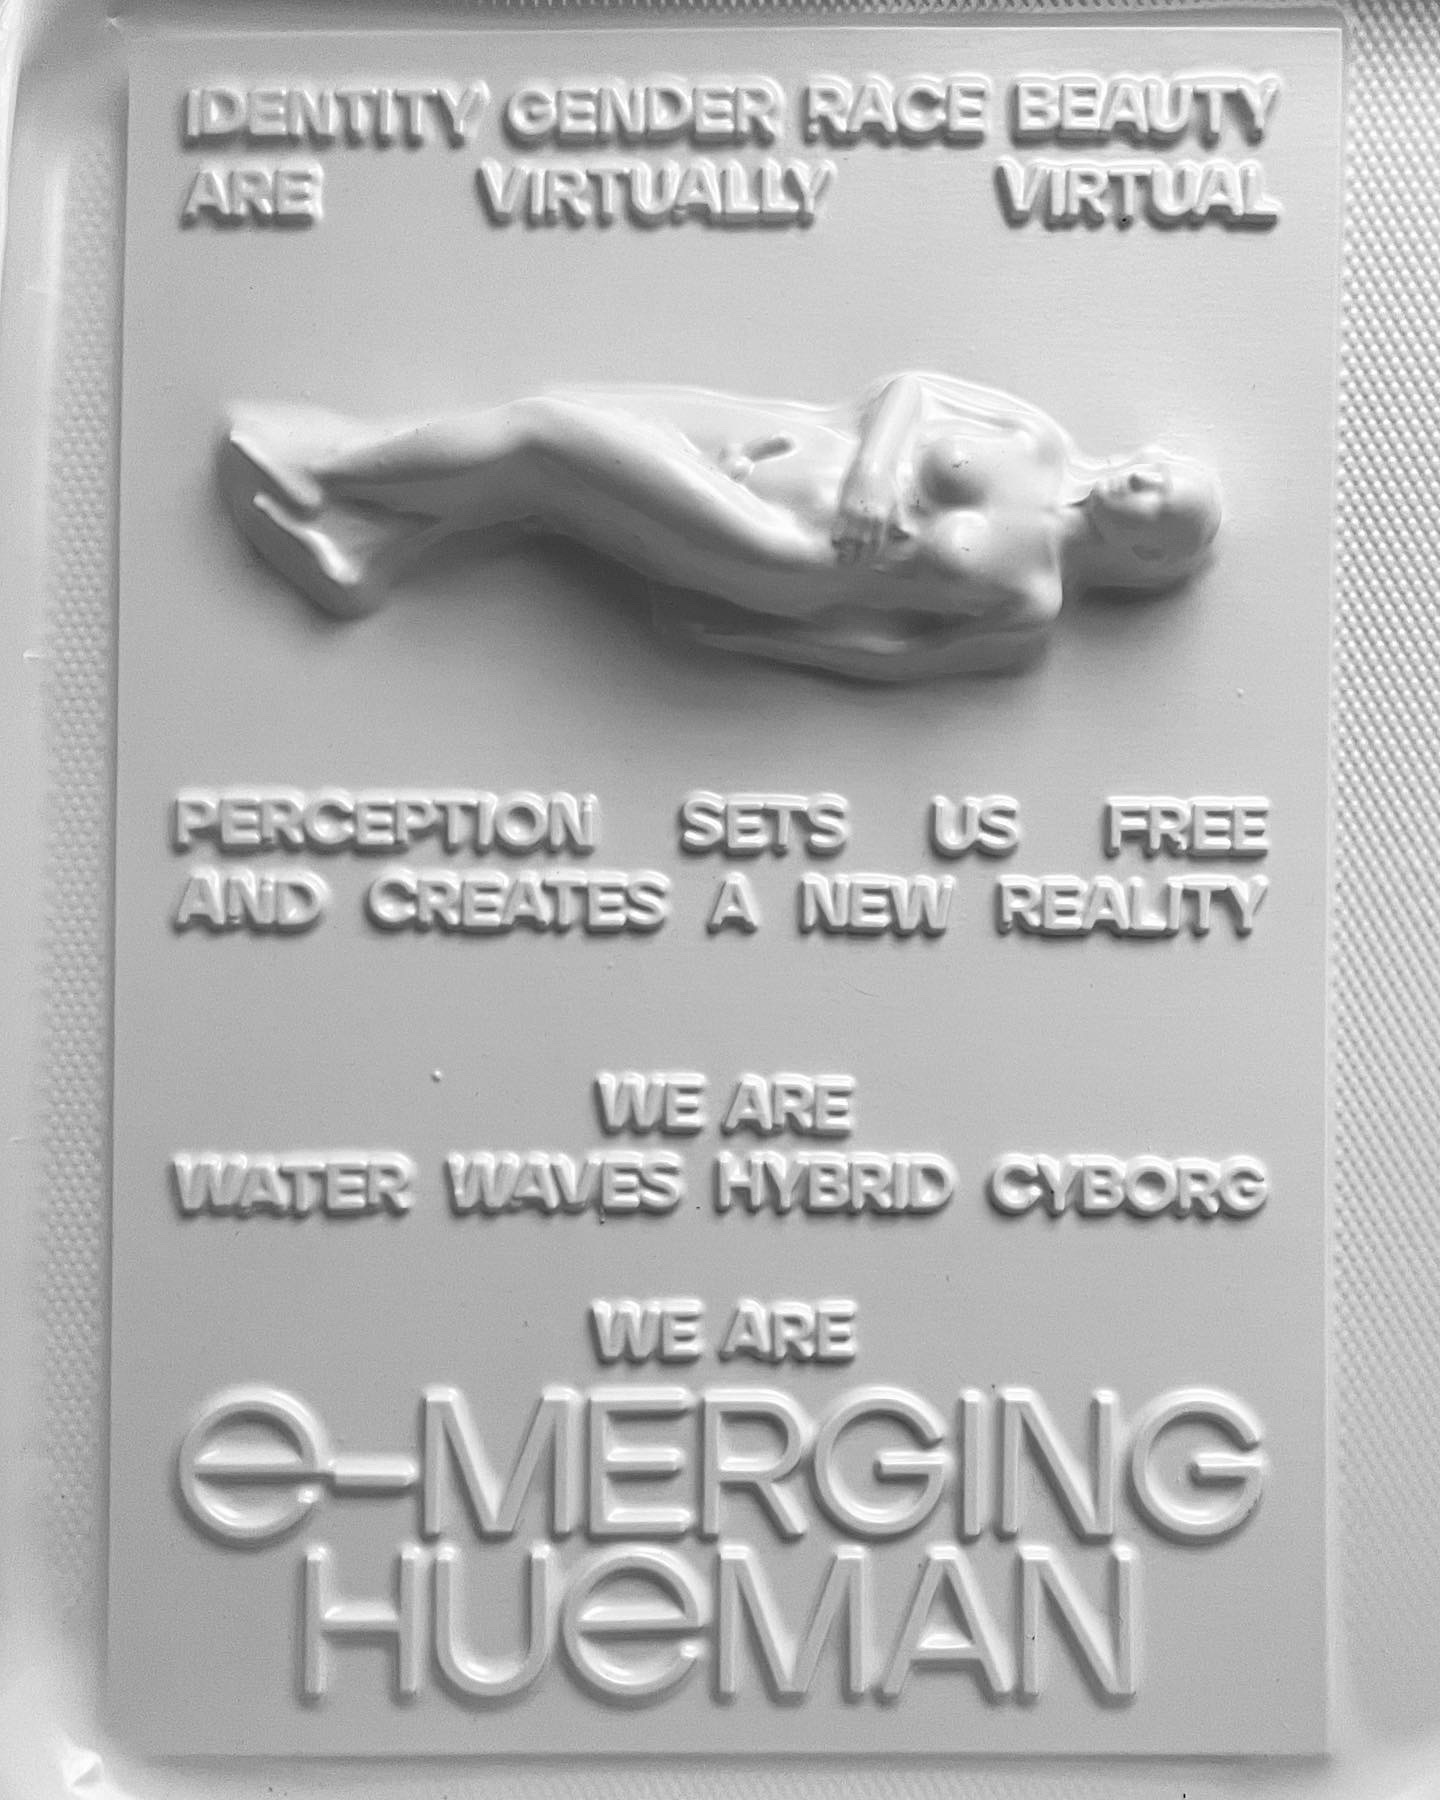 IDENTITY GENDER RACE BEAUTY
ARE VIRTUALLY VIRTUAL
PERCEPTION SETS US FREE
AND CREATES A NEW REALITY
WE ARE
WATER WAVES HYBRID CYBORG
WE ARE
e-MERGING
HUeMAN